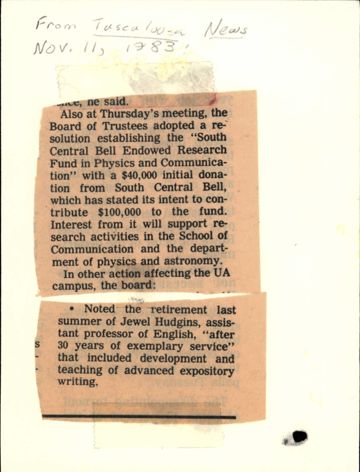 From Tuscaloosa News
Nov. 11, 1983:
he said.
Also at Thursday's meeting, the
Board of Trustees adopted a re-
solution establishing the "South
Central Bell Endowed Research
Fund in Physics and Communica-
tion" with a $40,000 initial dona-
tion from South Central Bell,
which has stated its intent to con-
tribute $100,000 to the fund.
Interest from it will support re-
search activities in the School of
Communication and the depart-
ment of physics and astronomy.
In other action affecting the UA
campus, the board:
• Noted the retirement last
summer of Jewel Hudgins, assis-
tant professor of English, "after
30 years of exemplary service"
that included development and
teaching of advanced expository
writing.